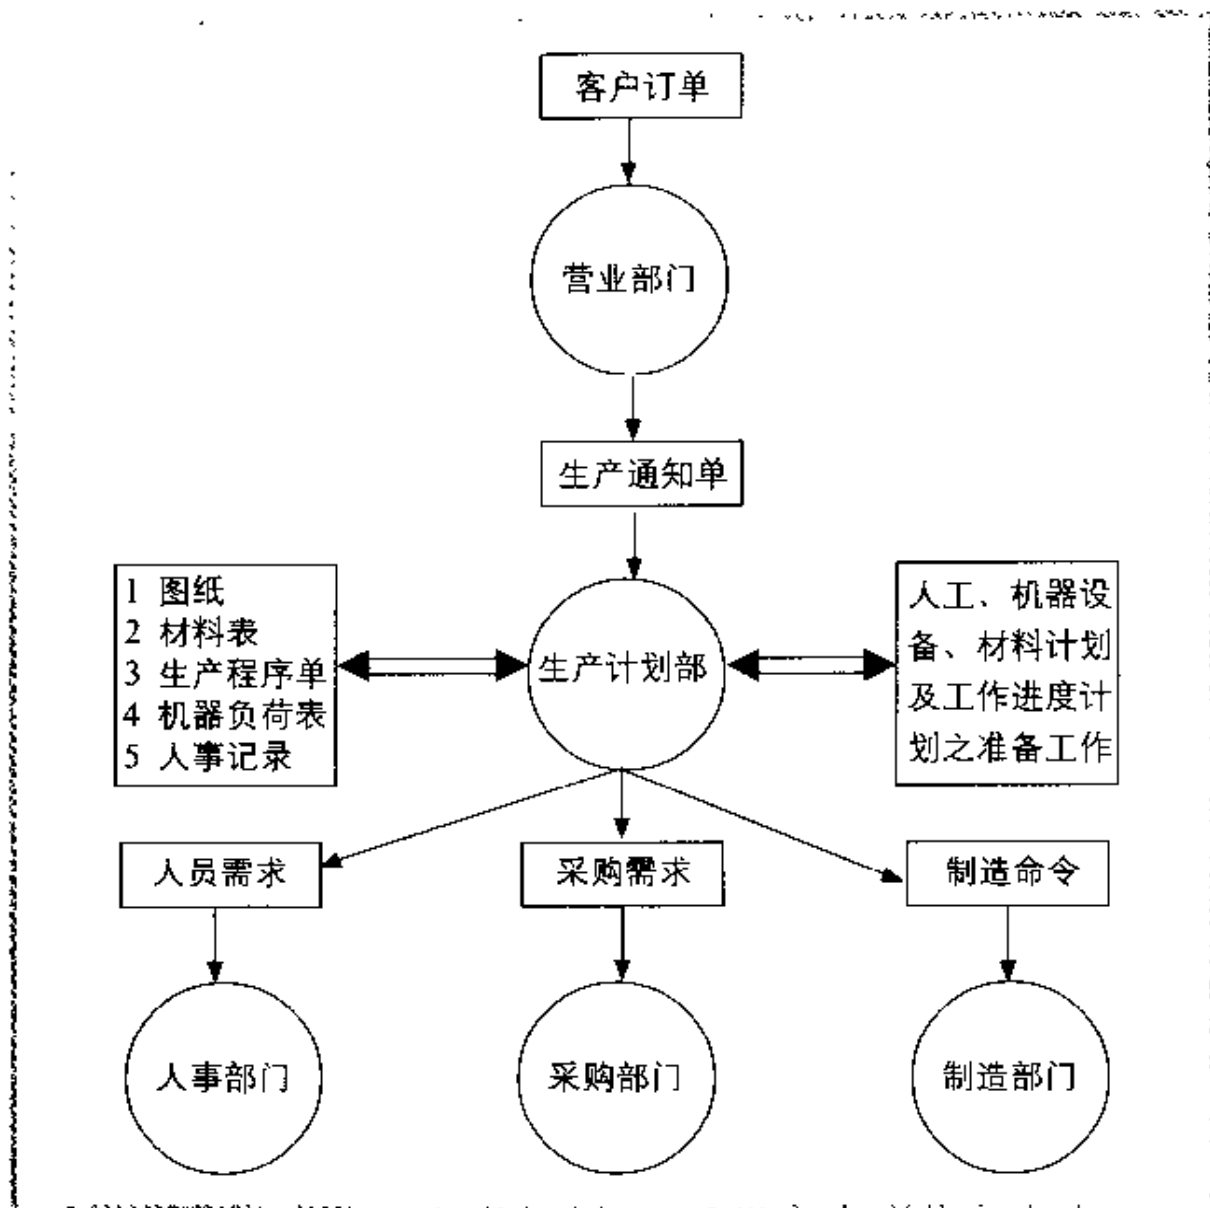 客户订单
营业部门
生产通知单
1 图纸
2 材料表
3 生产程序单
4 机器负荷表
5 人事记录
生产计划部
人工、机器设
备、材料计划
及工作进度计
划之准备工作
人员需求
采购需求
制造命令
人事部门
采购部门
制造部门